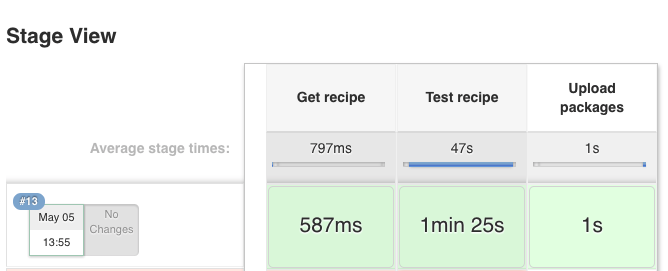 Stage View
Get recipe
Test recipe
Upload
packages
Average stage times:
797ms
47s
1s
#13
May 05
13:55
No
Changes
587ms
1min 25s
1s